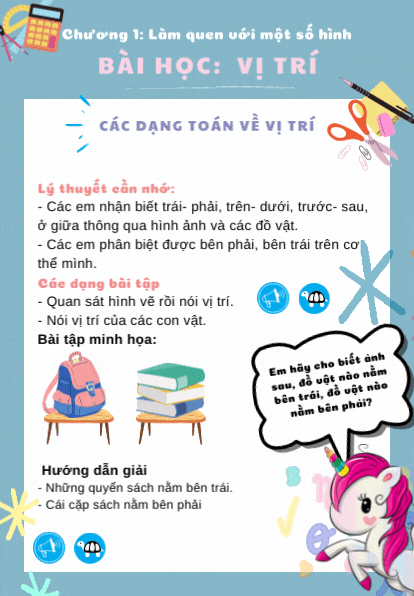 Chương 1: Làm quen với một số hình
BÀI HỌC: VỊ TRÍ
CÁC DẠNG TOÁN VỀ VỊ TRÍ
Lý thuyết cần nhớ:
- Các em nhận biết trái- phải, trên- dưới, trước- sau,
ở giữa thông qua hình ảnh và các đồ vật.
- Các em phân biệt được bên phải, bên trái trên cơ
thể mình.
Các dạng bài tập
- Quan sát hình vẽ rồi nói vị trí.
- Nói vị trí của các con vật.
Bài tập minh họa:
Em hãy cho biết ảnh
sau, đồ vật nào nằm
bên trái, đồ vật nào
nằm bên phải?
Hướng dẫn giải
- Những quyển sách nằm bên trái.
- Cái cặp sách nằm bên phải